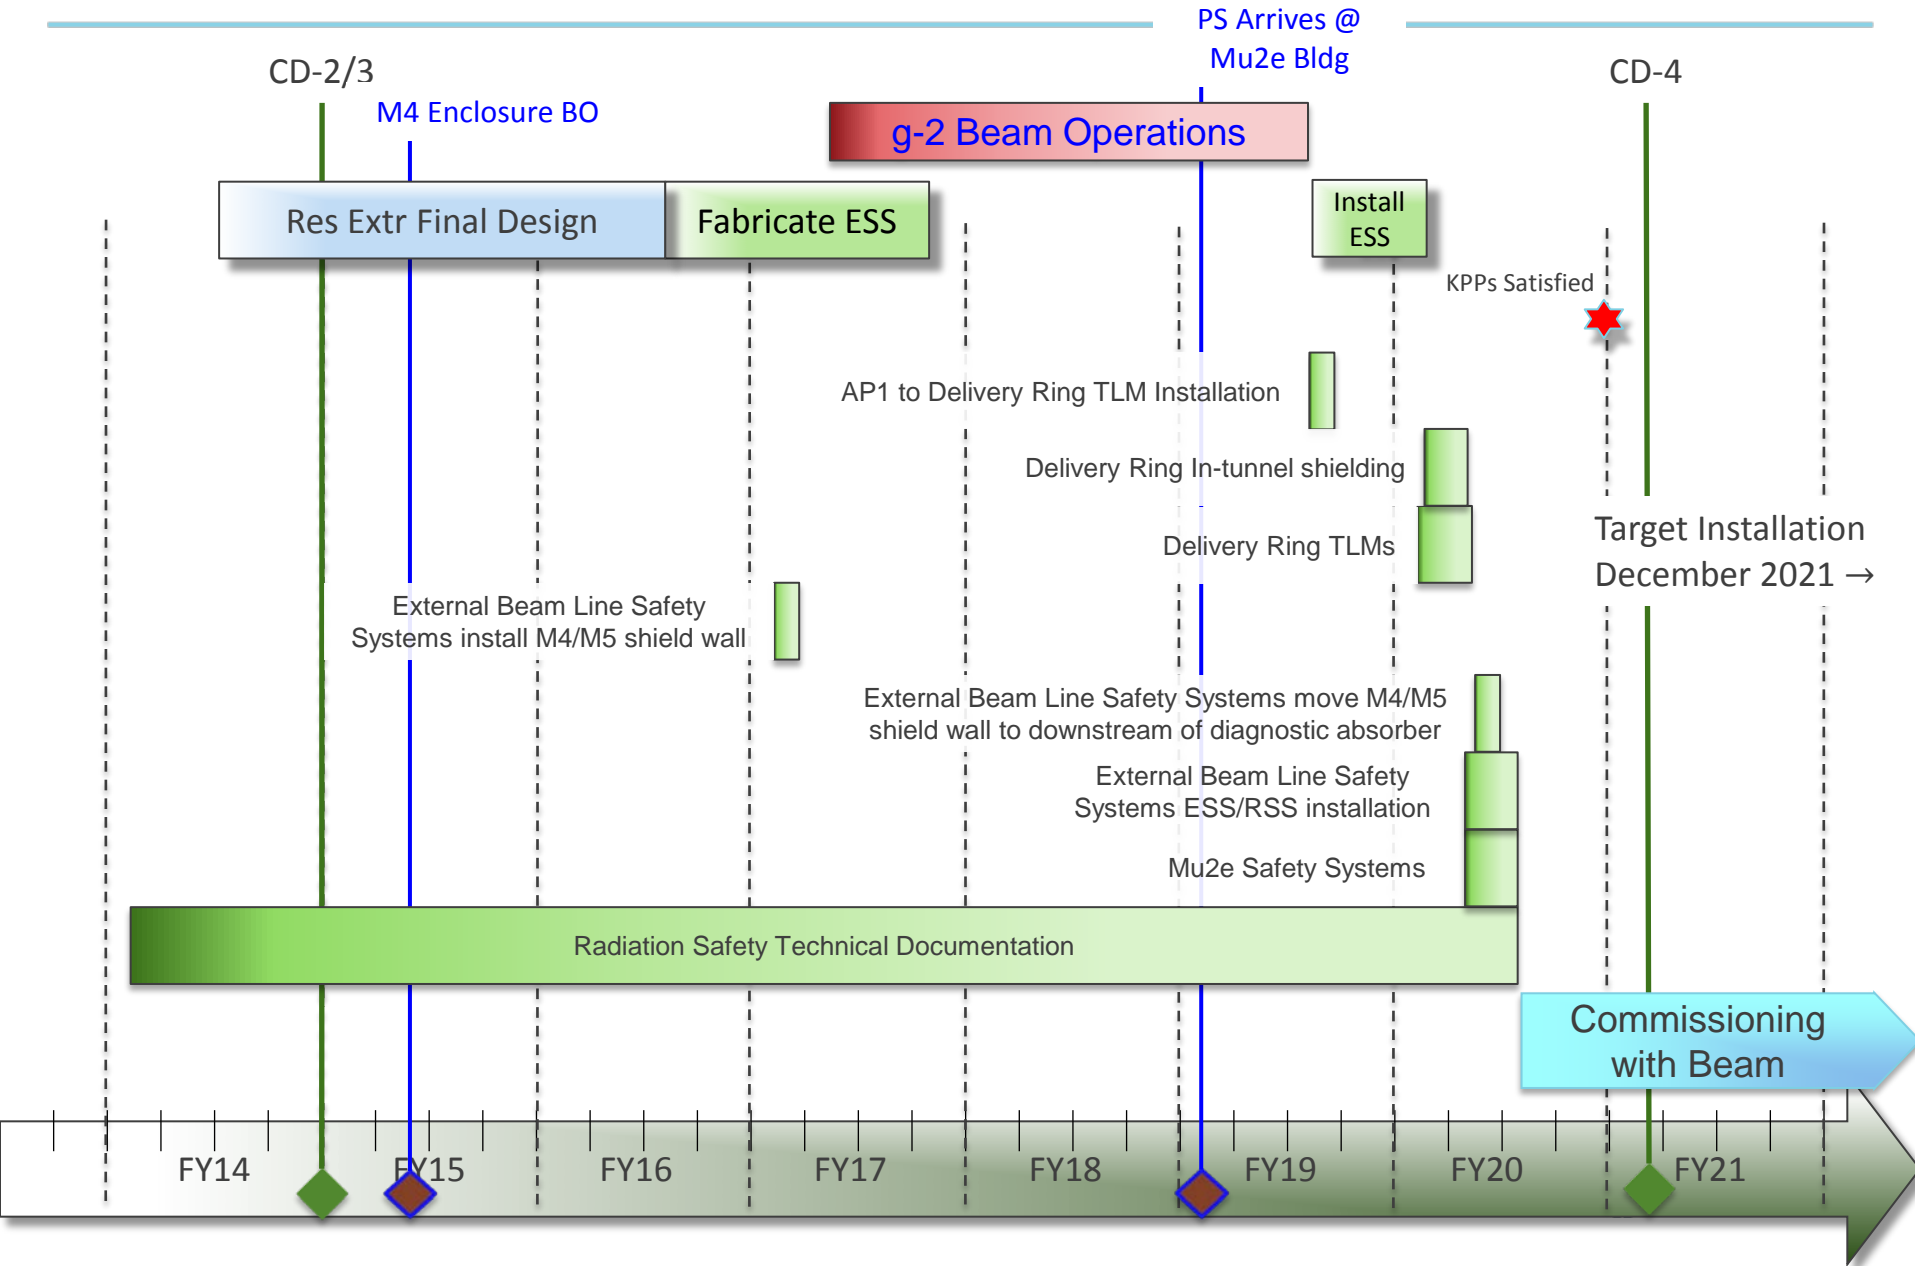 PS Arrives @
Mu2e Bldg
CD-2/3
CD-4
M4 Enclosure BO
g-2 Beam Operations
Res Extr Final Design
Fabricate ESS
Install
ESS
KPPs Satisfied
AP1 to Delivery Ring TLM Installation
Delivery Ring In-tunnel shielding
Target Installation
December 2021 →
Delivery Ring TLMs
External Beam Line Safety
Systems install M4/M5 shield wall
External Beam Line Safety Systems move M4/M5
shield wall to downstream of diagnostic absorber
External Beam Line Safety
Systems ESS/RSS installation
Mu2e Safety Systems
Radiation Safety Technical Documentation
Commissioning
with Beam
FY14
FY15
FY16
FY17
FY18
FY19
FY20
FY21